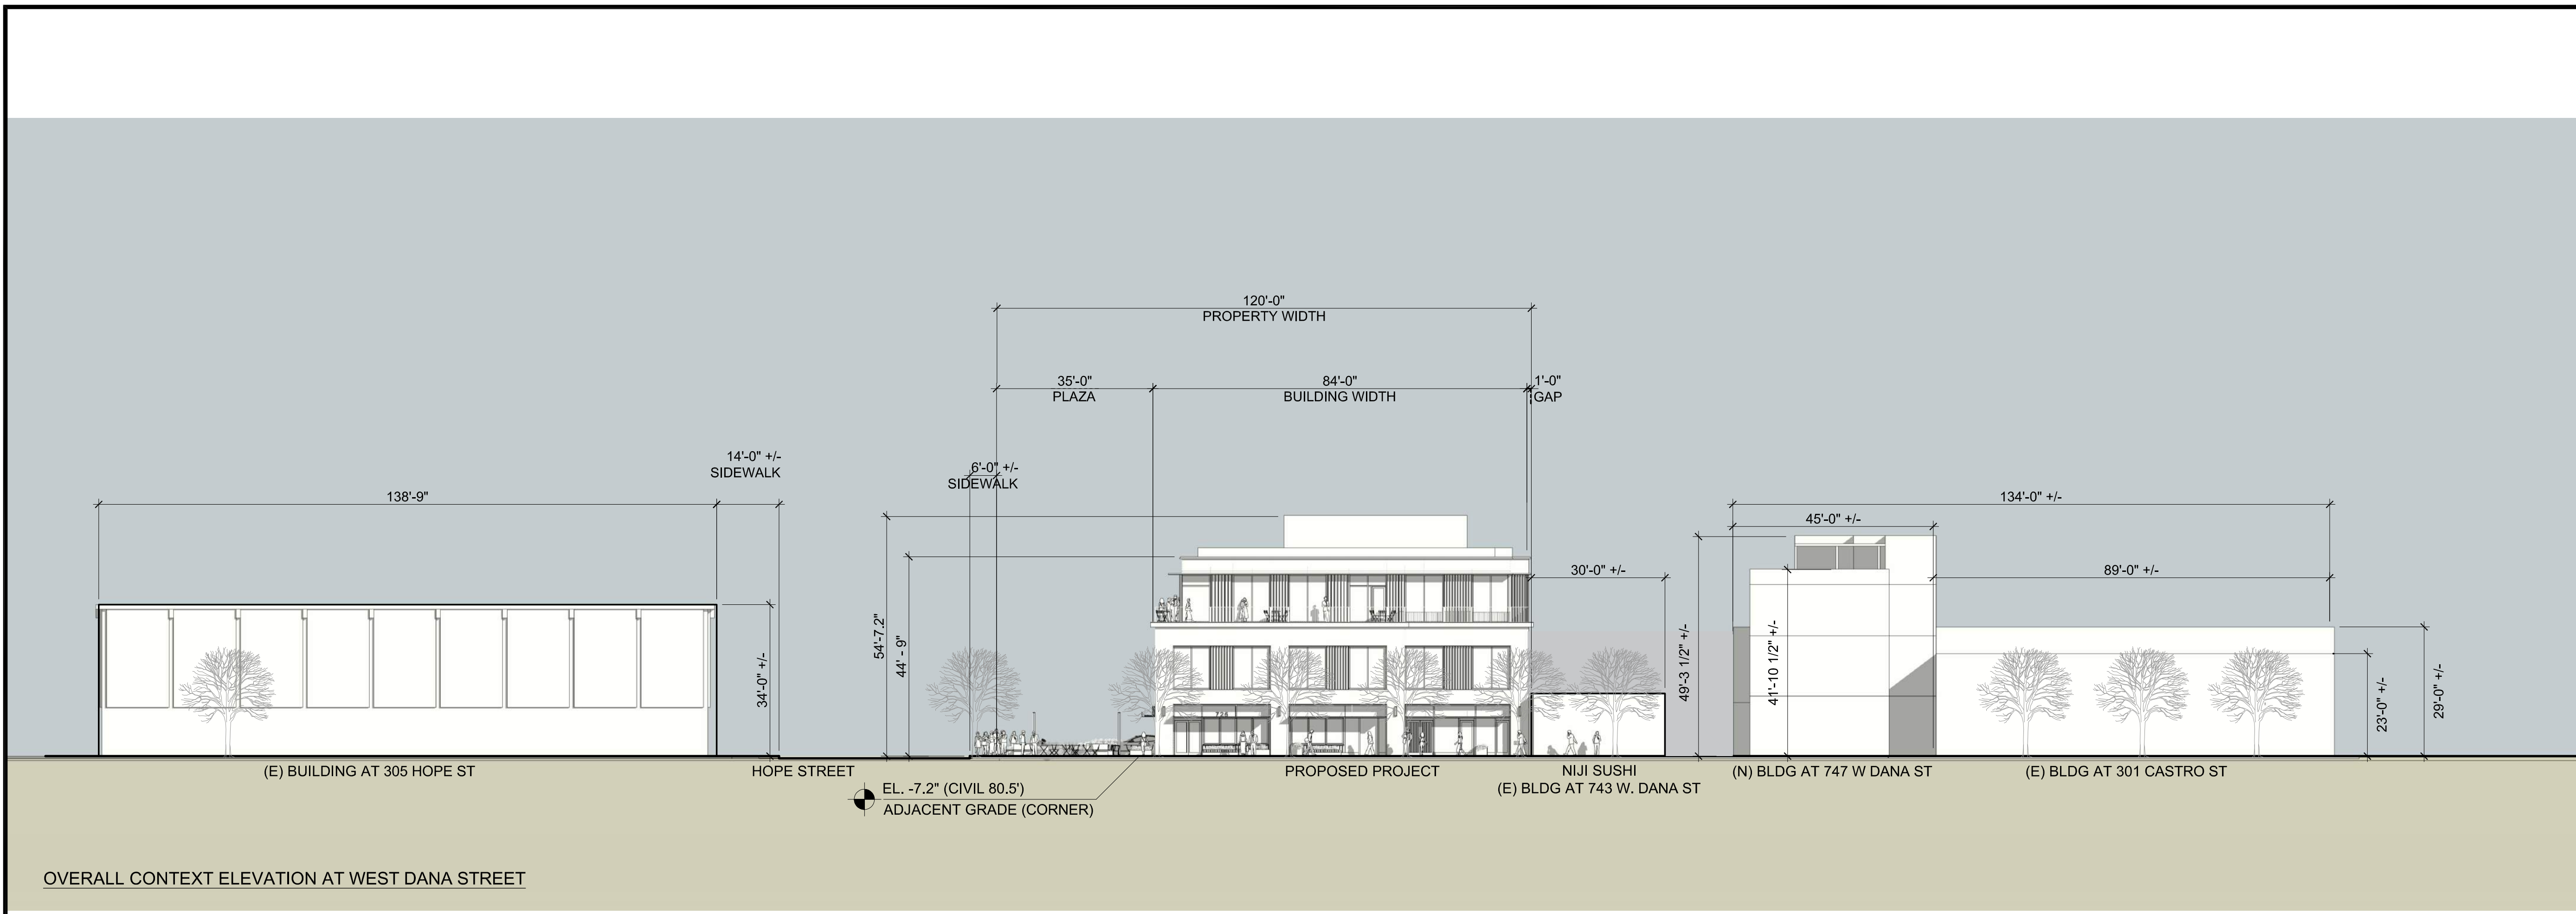 120'-0"
PROPERTY WIDTH
35'-0"
PLAZA
84'-0"
BUILDING WIDTH
1'-0"
GAP
14'-0" +/-
SIDEWALK
6'-0" +/-
SIDEWALK
138'-9"
134'-0" +/-
45'-0" +/-
30'-0" +/-
89'-0" +/-
34'-0" +/-
54'-7.2"
44' - 9"
49'-3 1/2" +/-
41'-10 1/2" +/-
23'-0" +/-
29'-0" +/-
728
(E) BUILDING AT 305 HOPE ST
HOPE STREET
PROPOSED PROJECT
NIJI SUSHI
(E) BLDG AT 743 W. DANA ST
(N) BLDG AT 747 W DANA ST
(E) BLDG AT 301 CASTRO ST
EL. -7.2" (CIVIL 80.5')
ADJACENT GRADE (CORNER)
OVERALL CONTEXT ELEVATION AT WEST DANA STREET